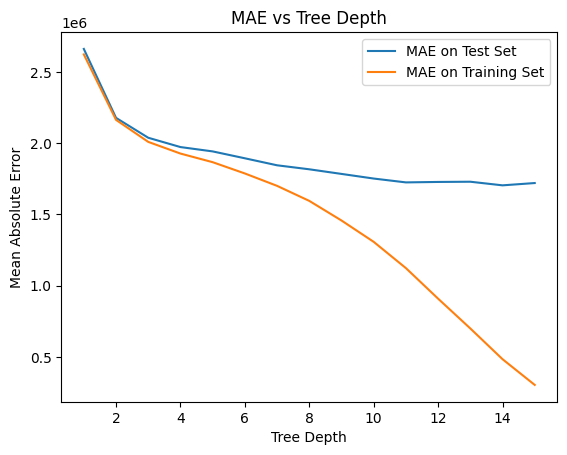 MAE vs Tree Depth
1e6
MAE on Test Set
MAE on Training Set
2.5
2.0
1.5
1.0
0.5
Mean Absolute Error
2 4 6 8 10 12 14
Tree Depth